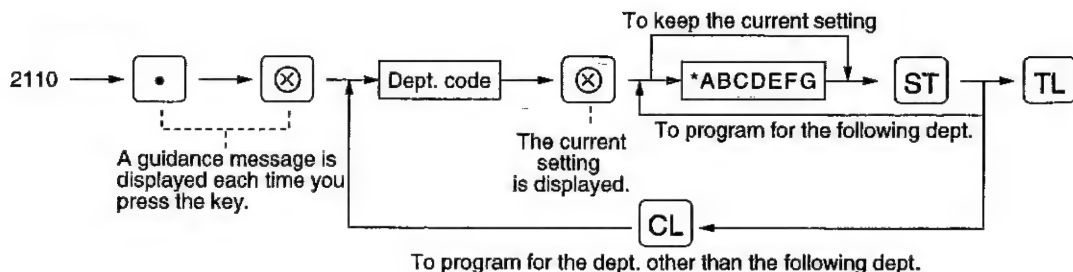 To keep the current setting
2110
•
⊗
Dept. code
⊗
*ABCDEFG
ST
TL
To program for the following dept.
A guidance message is
displayed each time you
press the key.
The current
setting
is displayed.
CL
To program for the dept. other than the following dept.